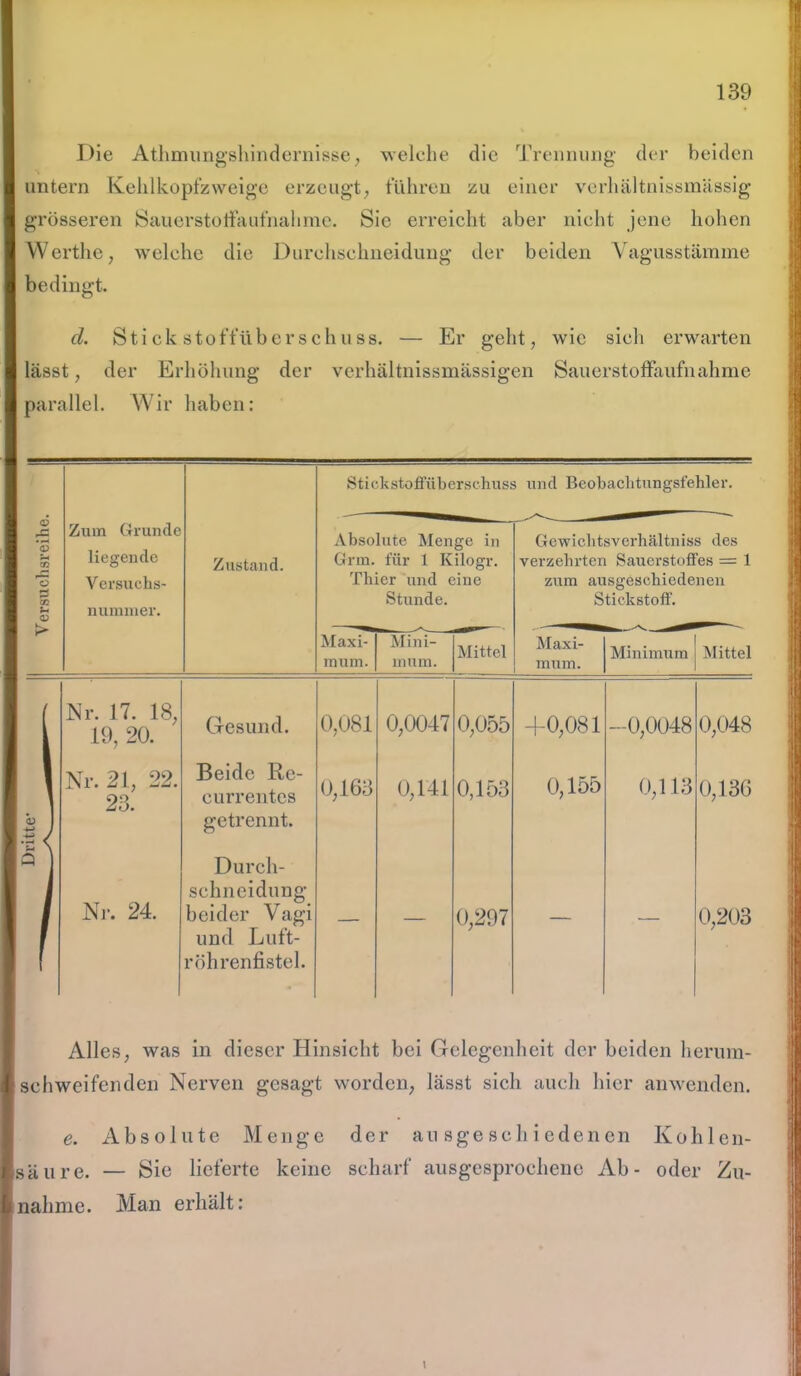 139
Die Athmungshindernisse, welche die Trennung der beiden
untern Kehlkopfzweige erzeugt, führen zu einer verhältnissmässig
grösseren Sauerstoffaufnahme. Sie erreicht aber nicht jene hohen
Werthe, welche die Durchschneidung der beiden Vagusstämme
bedingt.
d. Stickstoffüberschuss. — Er geht, wie sich erwarten
lässt, der Erhöhung der verhältnissmässigen Sauerstoffaufnahme
parallel. Wir haben:
Versuchsreihe.
Zum Grunde
liegende
Versuchs-
nummer.
Zustand.
Stickstoffüberschuss und Beobachtungsfehler.
Absolute Menge in
Grm. für 1 Kilogr.
Thier und eine
Stunde.
Gewichtsverhältniss des
verzehrten Sauerstoffes = 1
zum ausgeschiedenen
Stickstoff.
Maxi-
mum.
Mini-
mum.
Mittel
Maxi-
mum.
Minimum
Mittel
Dritte
Nr. 17. 18,
19, 20.
Gesund.
0,081
0,0047
0,055
+0,081
—0,0048
0,048
Nr. 21, 22.
23.
Beide Re-
currentes
getrennt.
0,163
0,141
0,153
0,155
0,113
0,136
Nr. 24.
Durch-
schneidung
beider Vagi
und Luft-
röhrenfistel.
—
—
0,297
—
—
0,203
Alles, was in dieser Hinsicht bei Gelegenheit der beiden herum-
schweifenden Nerven gesagt worden, lässt sich auch hier anwenden.
e. Absolute Menge der ausgeschiedenen Kohlen-
säure. — Sie lieferte keine scharf ausgesprochene Ab- oder Zu-
nahme. Man erhält: